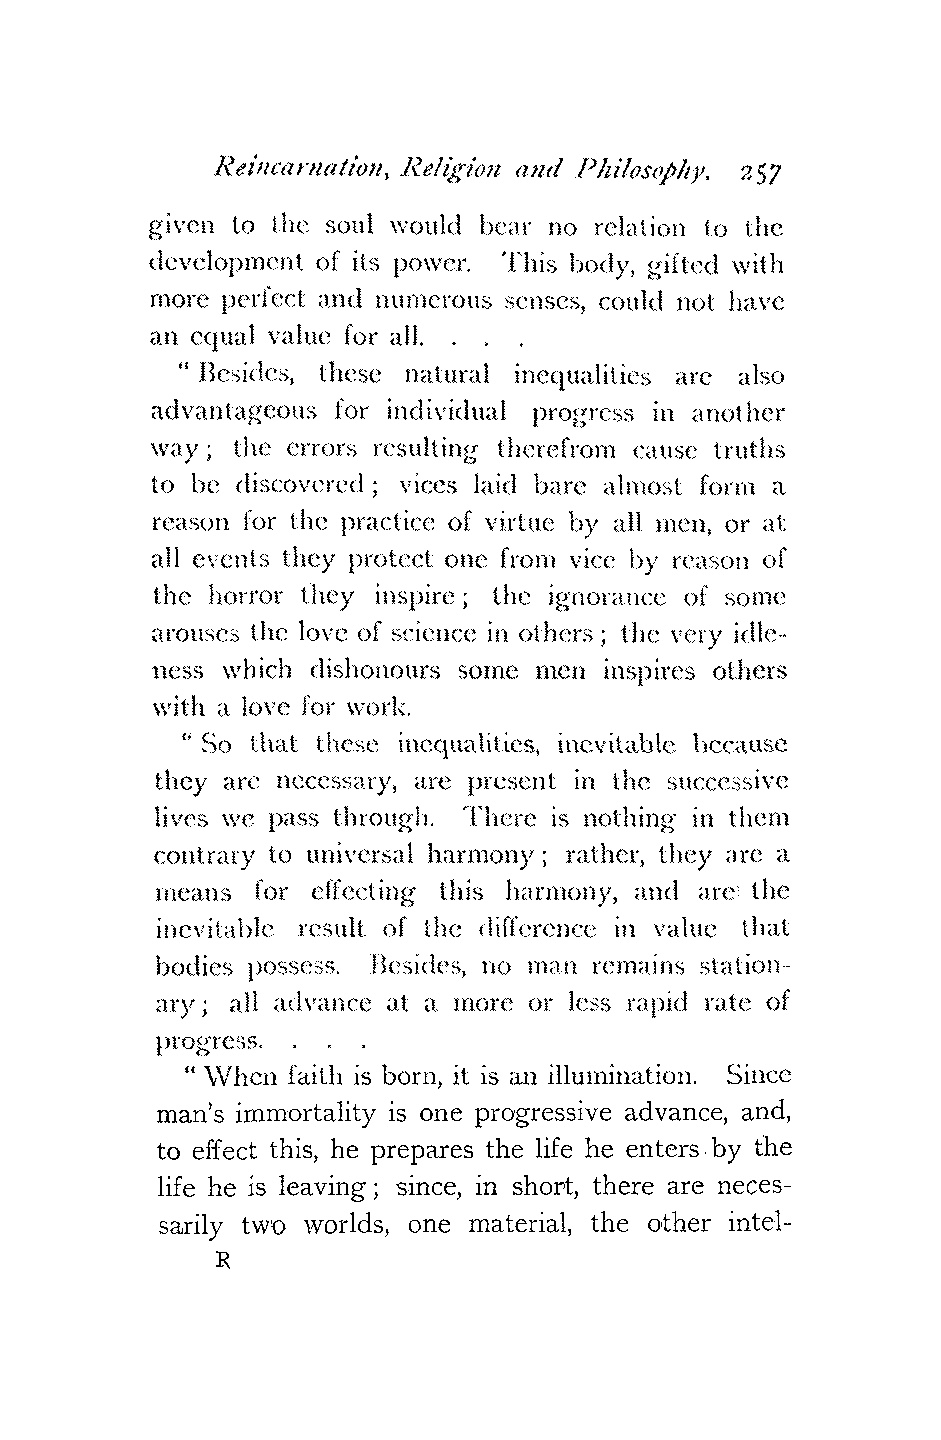 Reincarnation, Religion and Philosophy. 257
given to the soul would bear no relation to the
development of its power. This body, gifted with
more perfect and numerous senses, could not have
an equal value for all. . . .
" Besides, these natural inequalities are also
advantageous for individual progress in another
way ; the errors resulting therefrom cause truths
to be discovered ; vices laid bare almost form a
reason for the practice of virtue by all men, or at
all events they protect one from vice by reason of
the horror they inspire ; the ignorance of some
arouses the love of science in others ; the very idle-
ness which dishonours some men inspires others
with a love for work.
" So that these inequalities, inevitable because
they are necessary, are present in the successive
lives we pass through. There is nothing in them
contrary to universal harmony ; rather, they are a
means for effecting this harmony, and are the
inevitable result of the difference in value that
bodies possess. Besides, no man remains station-
ary ; all advance at a more or less rapid rate of
progress. . . .
" When faith is born, it is an illumination. Since
man's immortality is one progressive advance, and,
to effect this, he prepares the life he enters by the
life he is leaving ; since, in short, there are neces-
sarily two worlds, one material, the other intel-
R